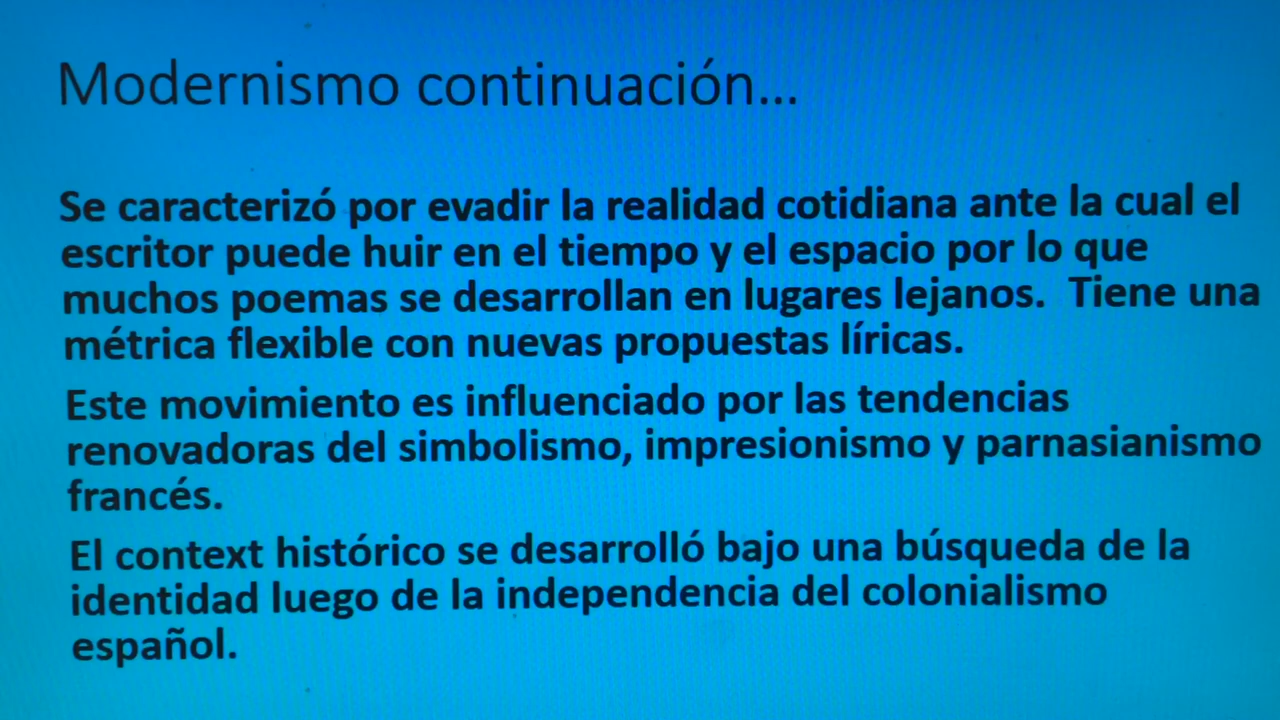 Modernismo continuación...
Se caracterizó por evadir la realidad cotidiana ante la cual el
escritor puede huir en el tiempo y el espacio por lo que
muchos poemas se desarrollan en lugares lejanos.  Tiene una
métrica flexible con nuevas propuestas líricas.
Este movimiento es influenciado por las tendencias
renovadoras del simbolismo, impresionismo y parnasianismo
francés.
El context histórico se desarrolló bajo una búsqueda de la
identidad luego de la independencia del colonialismo
español.